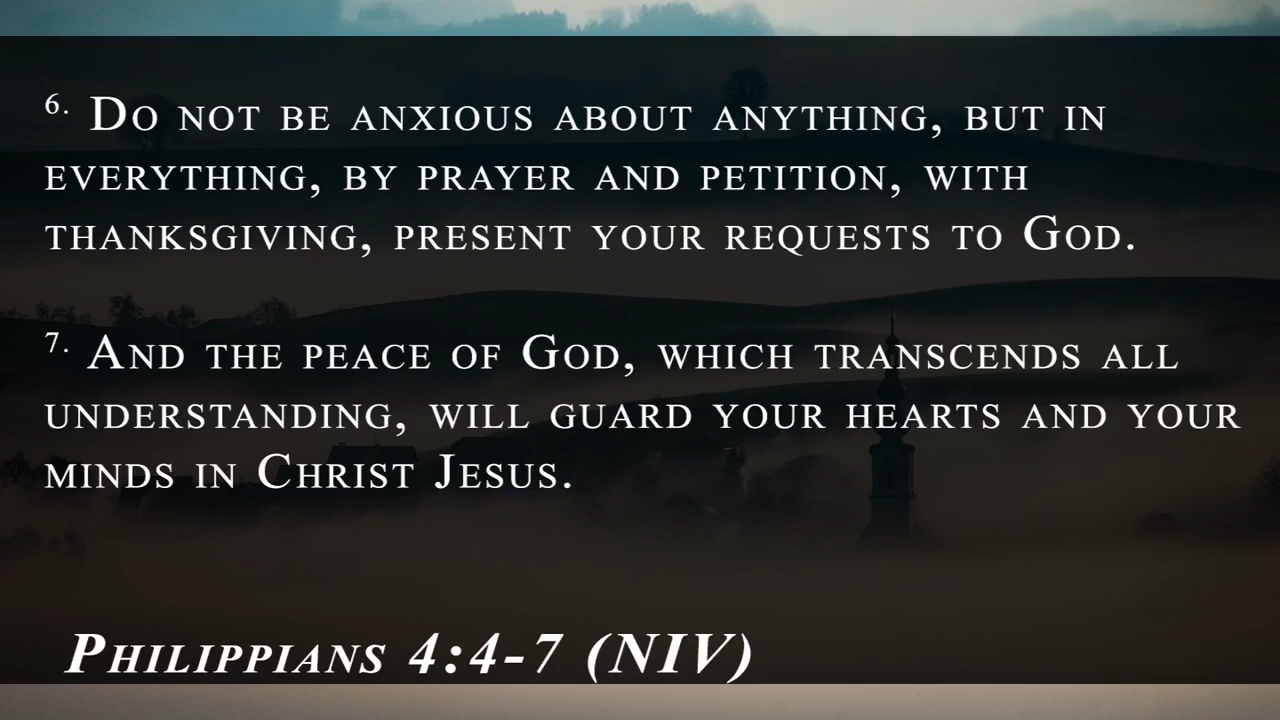 6. Do not be anxious about anything, but in
everything, by prayer and petition, with
thanksgiving, present your requests to God.
7. And the peace of God, which transcends all
understanding, will guard your hearts and your
minds in Christ Jesus.
Philippians 4:4-7 (NIV)